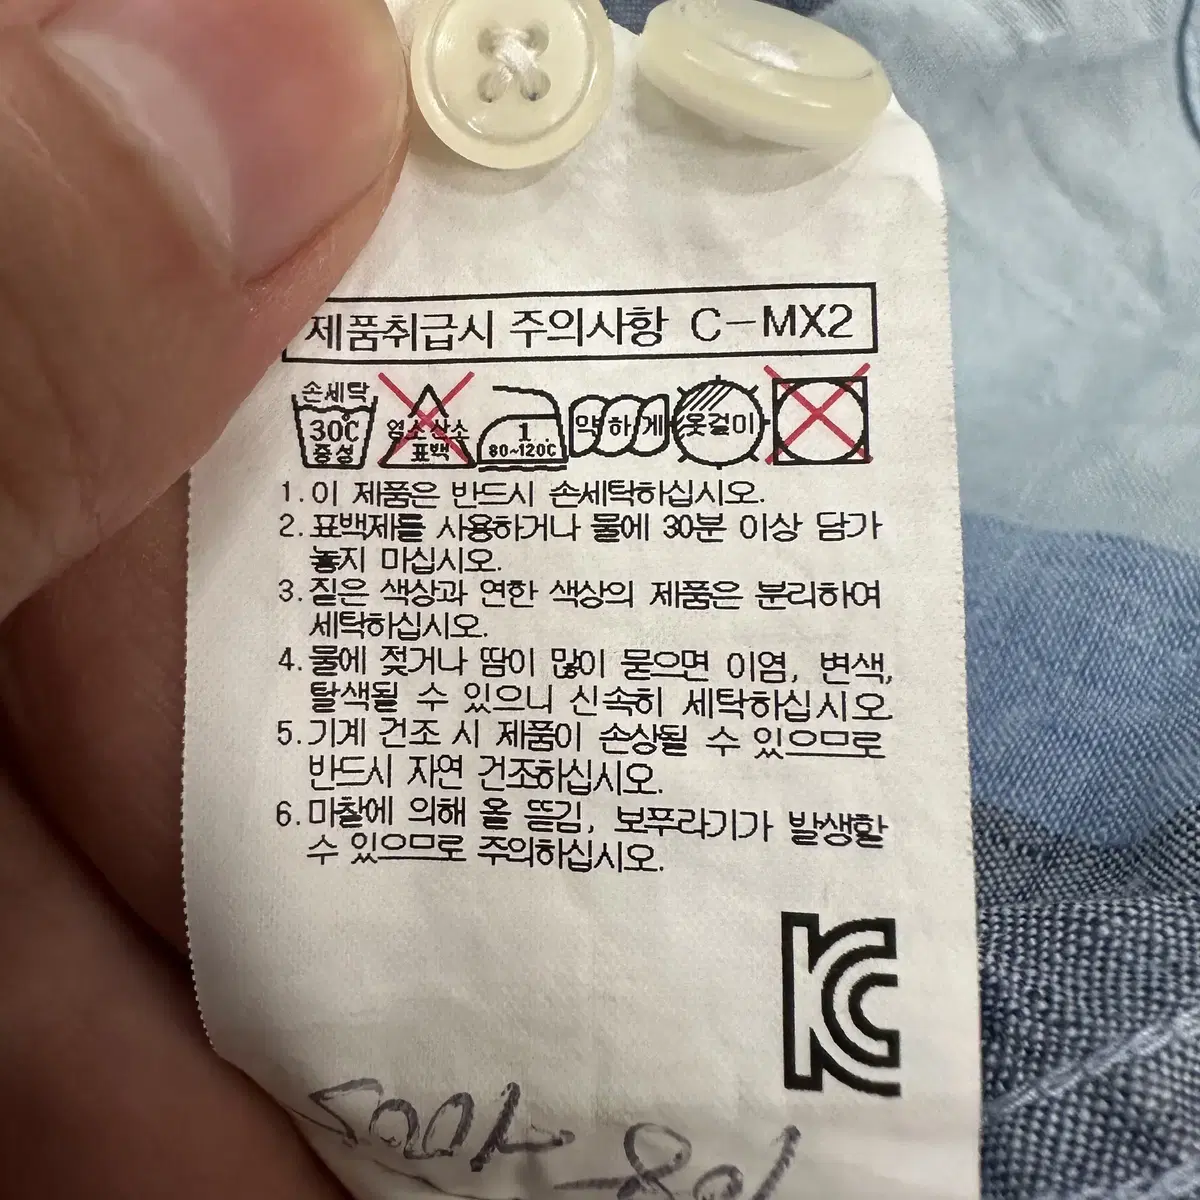 제품취급시 주의사항 C-MX2
손세탁
30℃
중성
염소산소
표백
1
80~120℃
약하게
옷걸이
1.이 제품은 반드시 손세탁하십시오.
2.표백제를 사용하거나 물에 30분 이상 담가
놓지 마십시오.
3.짙은 색상과 연한 색상의 제품은 분리하여
세탁하십시오.
4.물에 젖거나 땀이 많이 묻으면 이염, 변색,
탈색될 수 있으니 신속히 세탁하십시오
5.기계 건조 시 제품이 손상될 수 있으므로
반드시 자연 건조하십시오.
6.마찰에 의해 올 뜯김, 보푸라기가 발생할
수 있으므로 주의하십시오.
KC